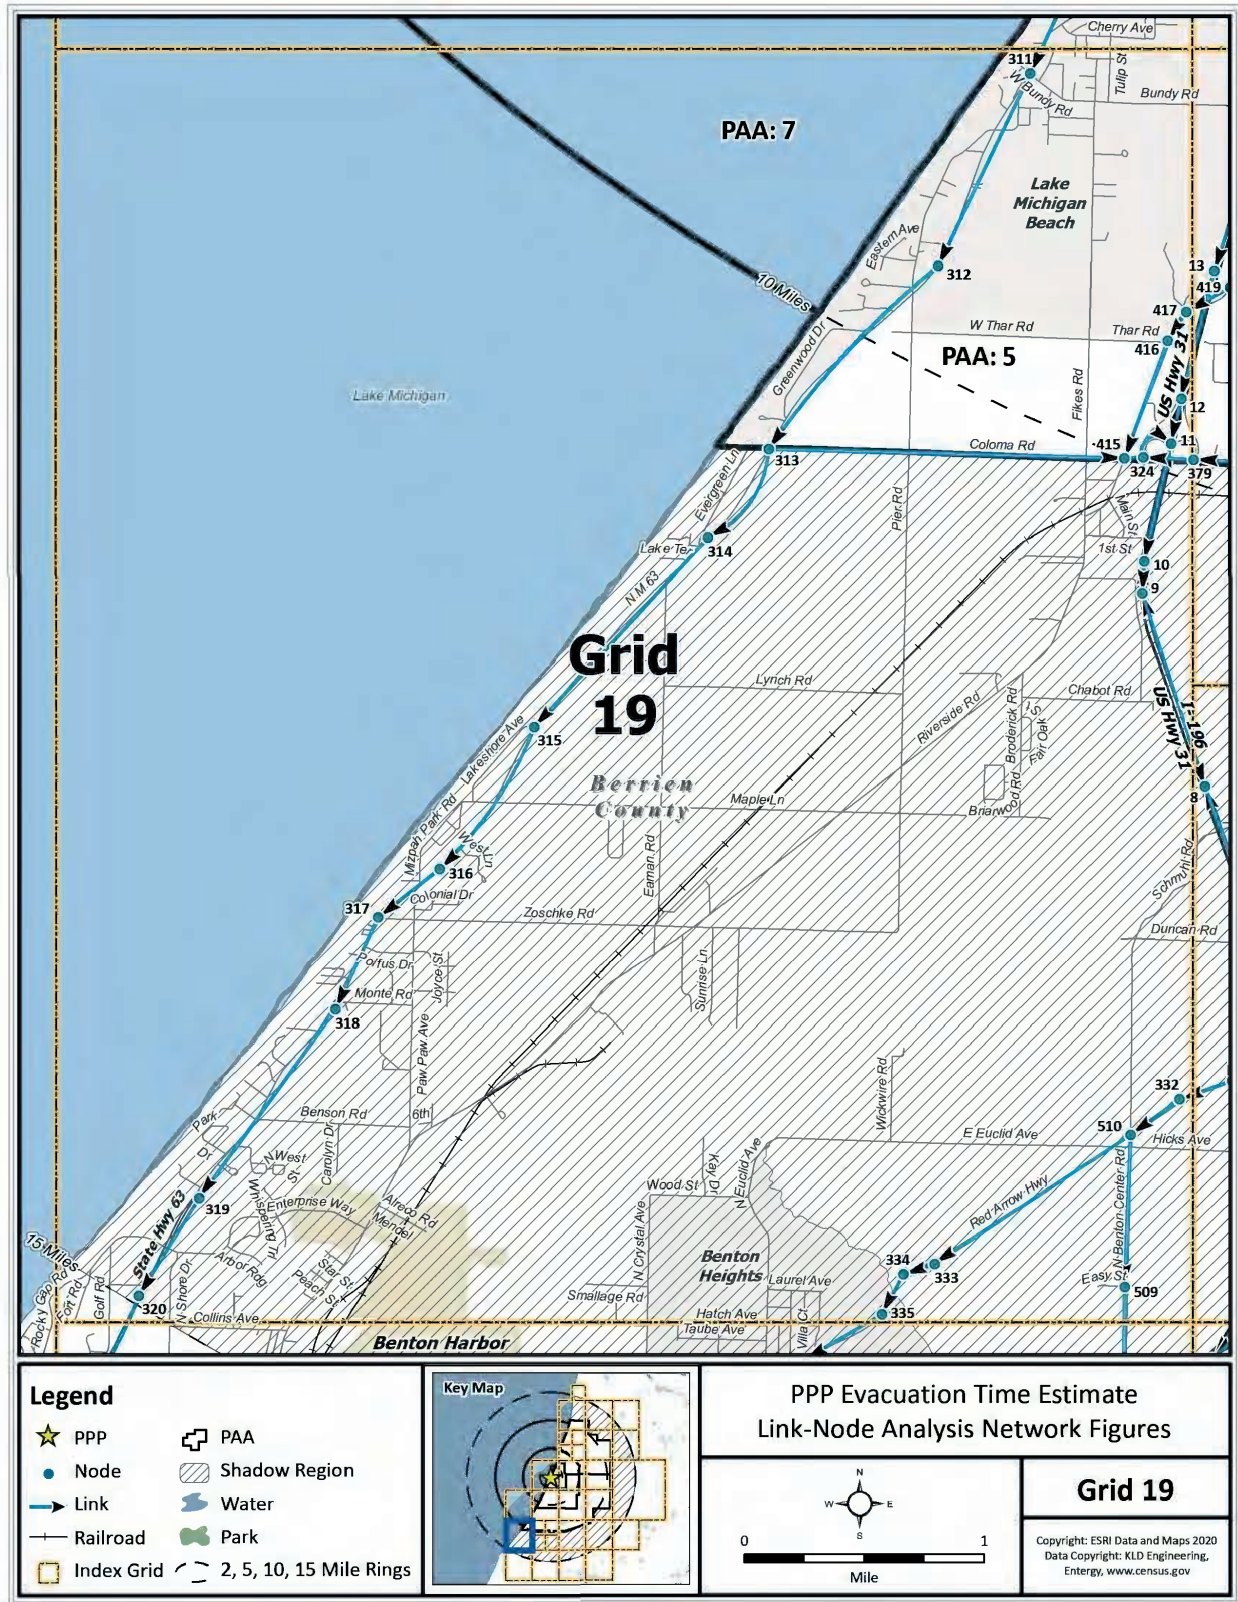 Cherry Ave
311
Tulip St
W Bundy Rd
Bundy Rd
PAA: 7
Lake
Michigan
Beach
Eastern Ave
312
13
419
10 Miles
417
W Thar Rd
Thar Rd
416
PAA: 5
US Hwy 31
Greenwood Dr
Lake Michigan
Fikes Rd
12
11
415
Coloma Rd
313
324
379
Evergreen Ln
Pier Rd
Main St
314
Lake Te
1st St
10
N M 63
9
Grid
19
Lynch Rd
Chabot Rd
Riverside Rd
Broderick Rd
Fair Oak
US Hwy 31
I-196
315
Lakeshore Ave
Berrien
County
Maple Ln
Briarwood Rd
8
Mizpah Park Rd
West Ln
316
Eaman Rd
Schmuhl Rd
Colonial Dr
317
Zoschke Rd
Duncan Rd
Porfus Dr
Joyce St
Sunrise Ln
Monte Rd
318
Paw Paw Ave
Wickwire Rd
332
Park
Dr
Benson Rd
6th
510
E Euclid Ave
Hicks Ave
Carolyn Dr
N West
St
Kay Dr
N Euclid Ave
N Benton Center Rd
Wood St
Red Arrow Hwy
319
Whispering Trl
Enterprise Way
Alreco Rd
Mendel
State Hwy 63
N Crystal Ave
15 Miles
Arbor Rdg
Star St
Peach St
Benton
Heights
334
333
Laurel Ave
Easy St
509
Rocky Gap Rd
Fort Rd
Golf Rd
320
N Shore Dr
Collins Ave
Smallage Rd
Hatch Ave
Taube Ave
Villa Ct
335
Benton Harbor
Legend
PPP
PAA
Node
Shadow Region
Link
Water
Railroad
Park
Index Grid
2, 5, 10, 15 Mile Rings
Key Map
PPP Evacuation Time Estimate
Link-Node Analysis Network Figures
N
W
E
S
0
1
Mile
Grid 19
Copyright: ESRI Data and Maps 2020
Data Copyright: KLD Engineering,
Entergy, www.census.gov